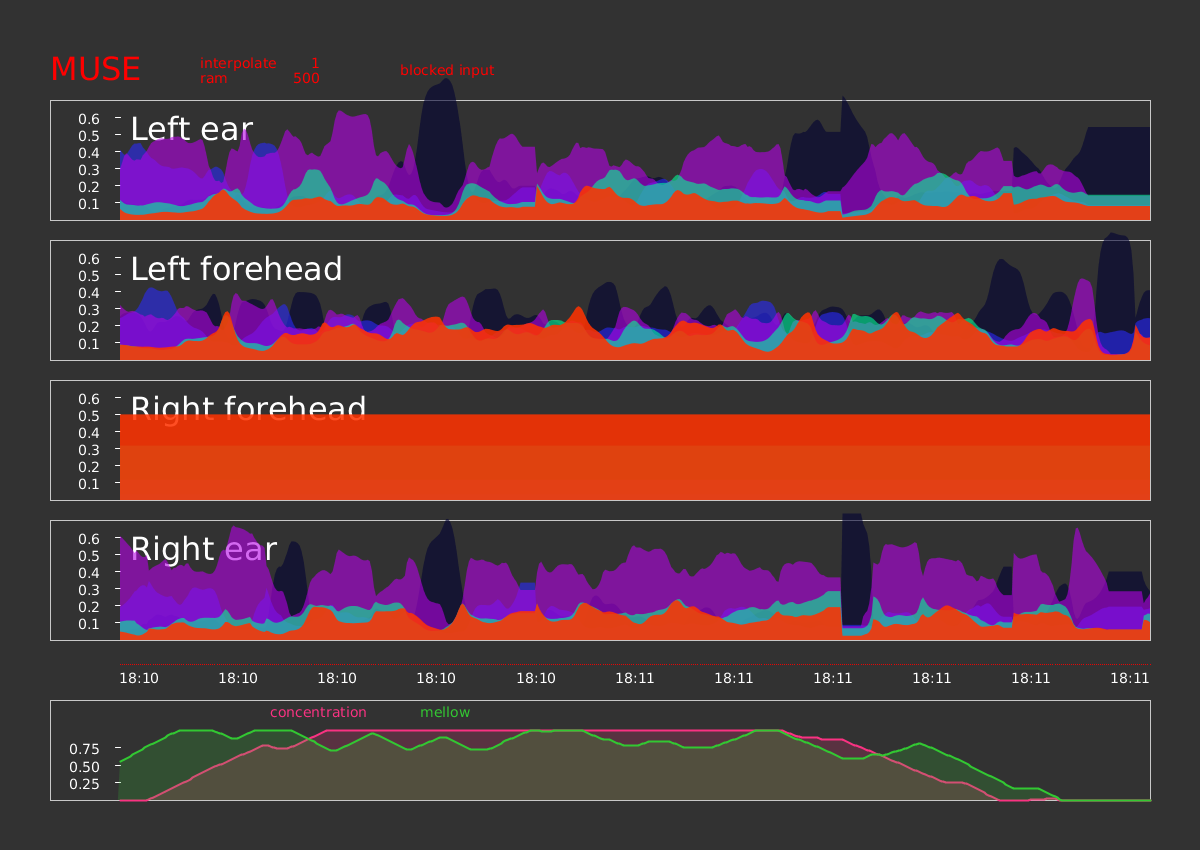 MUSE
interpolate 1
ram 500
blocked input
Left ear
0.6
0.5
0.4
0.3
0.2
0.1
Left forehead
0.6
0.5
0.4
0.3
0.2
0.1
Right forehead
0.6
0.5
0.4
0.3
0.2
0.1
Right ear
0.6
0.5
0.4
0.3
0.2
0.1
18:10 18:10 18:10 18:10 18:10 18:11 18:11 18:11 18:11 18:11 18:11
concentration mellow
0.75
0.50
0.25